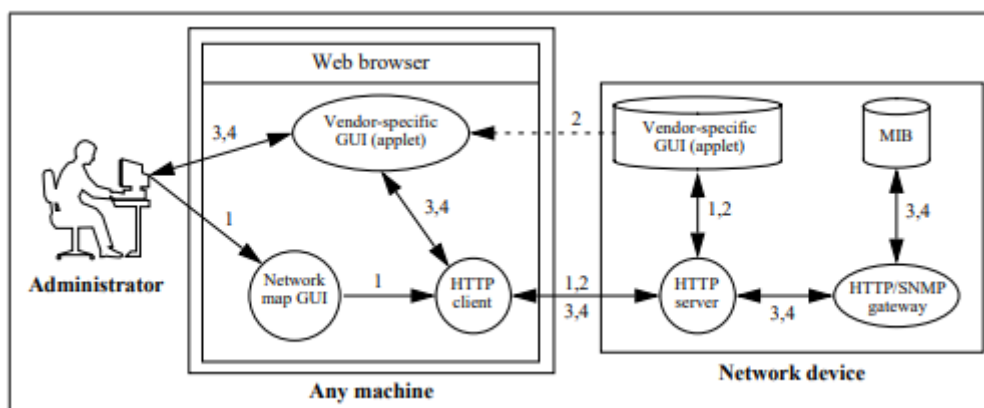 Web browser
Vendor-specific
GUI (applet)
2
Vendor-specific
GUI (applet)
MIB
3,4
3,4
1,2
3,4
1
Administrator
Network
map GUI
1
HTTP
client
1,2
3,4
HTTP
server
3,4
HTTP/SNMP
gateway
Any machine
Network device